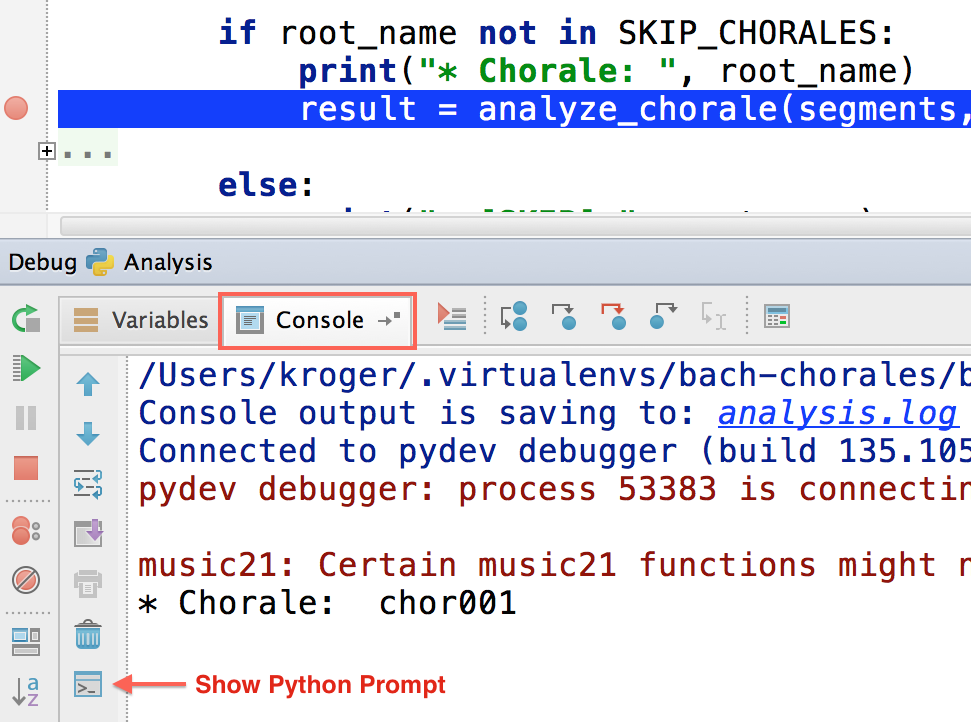 if root_name not in SKIP_CHORALES:
print("* Chorale: ", root_name)
result = analyze_chorale(segments,
...
else:
Debug Analysis
Variables Console
/Users/kroger/.virtualenvs/bach-chorales/b
Console output is saving to: analysis.log
Connected to pydev debugger (build 135.105
pydev debugger: process 53383 is connectin
music21: Certain music21 functions might n
* Chorale:  chor001
Show Python Prompt
a
z